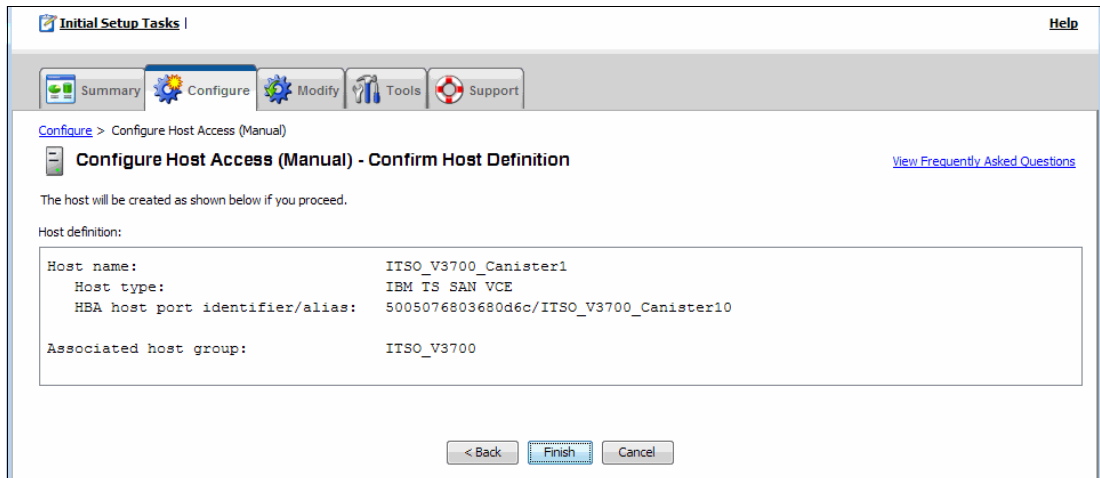 Initial Setup Tasks | Help
Summary Configure Modify Tools Support
Configure > Configure Host Access (Manual)
Configure Host Access (Manual) - Confirm Host Definition View Frequently Asked Questions
The host will be created as shown below if you proceed.
Host definition:
Host name: ITSO_V3700_Canister1
Host type: IBM TS SAN VCE
HBA host port identifier/alias: 5005076803680d6c/ITSO_V3700_Canister10
Associated host group: ITSO_V3700
< Back Finish Cancel